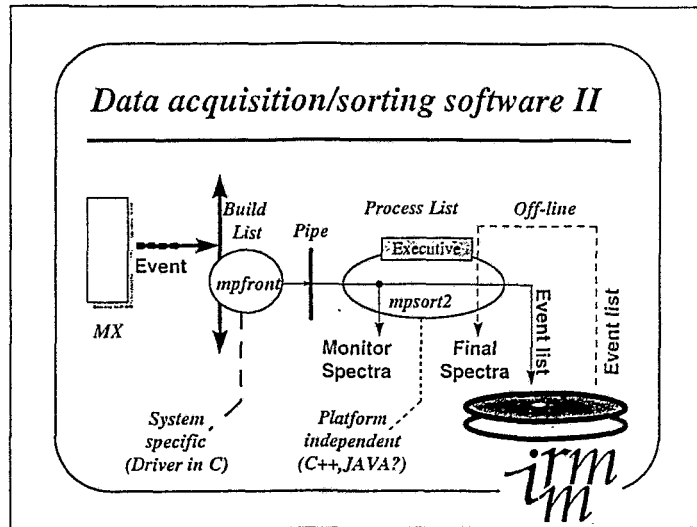 Data acquisition/sorting software II
Build
List
Pipe
Process List
Off-line
Executive
Event
mpfront
mpsort2
MX
Monitor
Spectra
Final
Spectra
Event list
Event list
System
specific
(Driver in C)
Platform
independent
(C++,JAVA?)
irmm